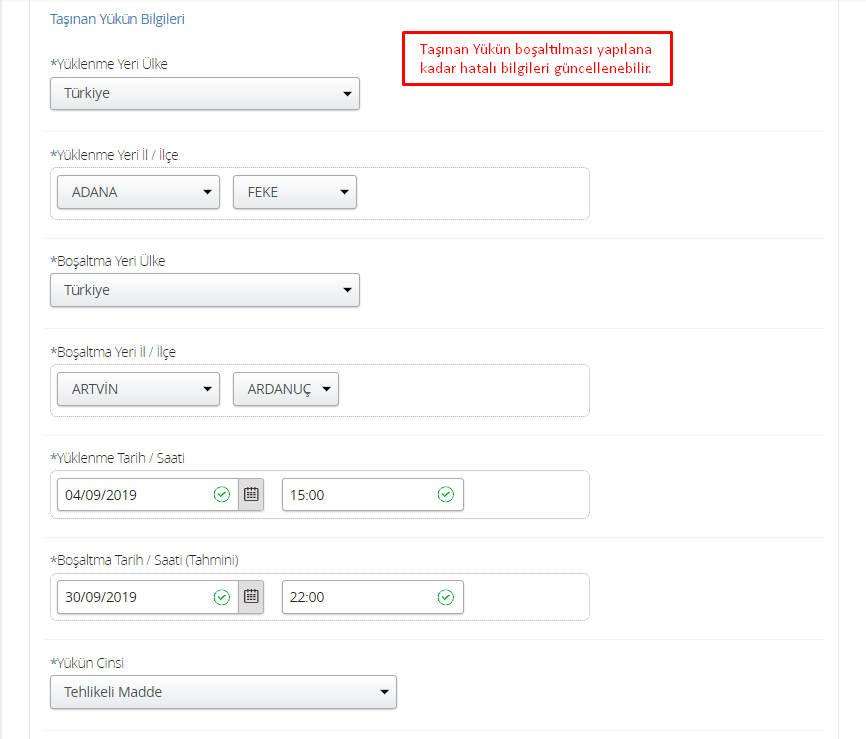 Taşınan Yükün Bilgileri
Taşınan Yükün boşaltılması yapılana
kadar hatalı bilgileri güncellenebilir.
*Yüklenme Yeri Ülke
Türkiye
*Yüklenme Yeri İl / İlçe
ADANA FEKE
*Boşaltma Yeri Ülke
Türkiye
*Boşaltma Yeri İl / İlçe
ARTVİN ARDANUÇ
*Yüklenme Tarih / Saati
04/09/2019 15:00
*Boşaltma Tarih / Saati (Tahmini)
30/09/2019 22:00
*Yükün Cinsi
Tehlikeli Madde